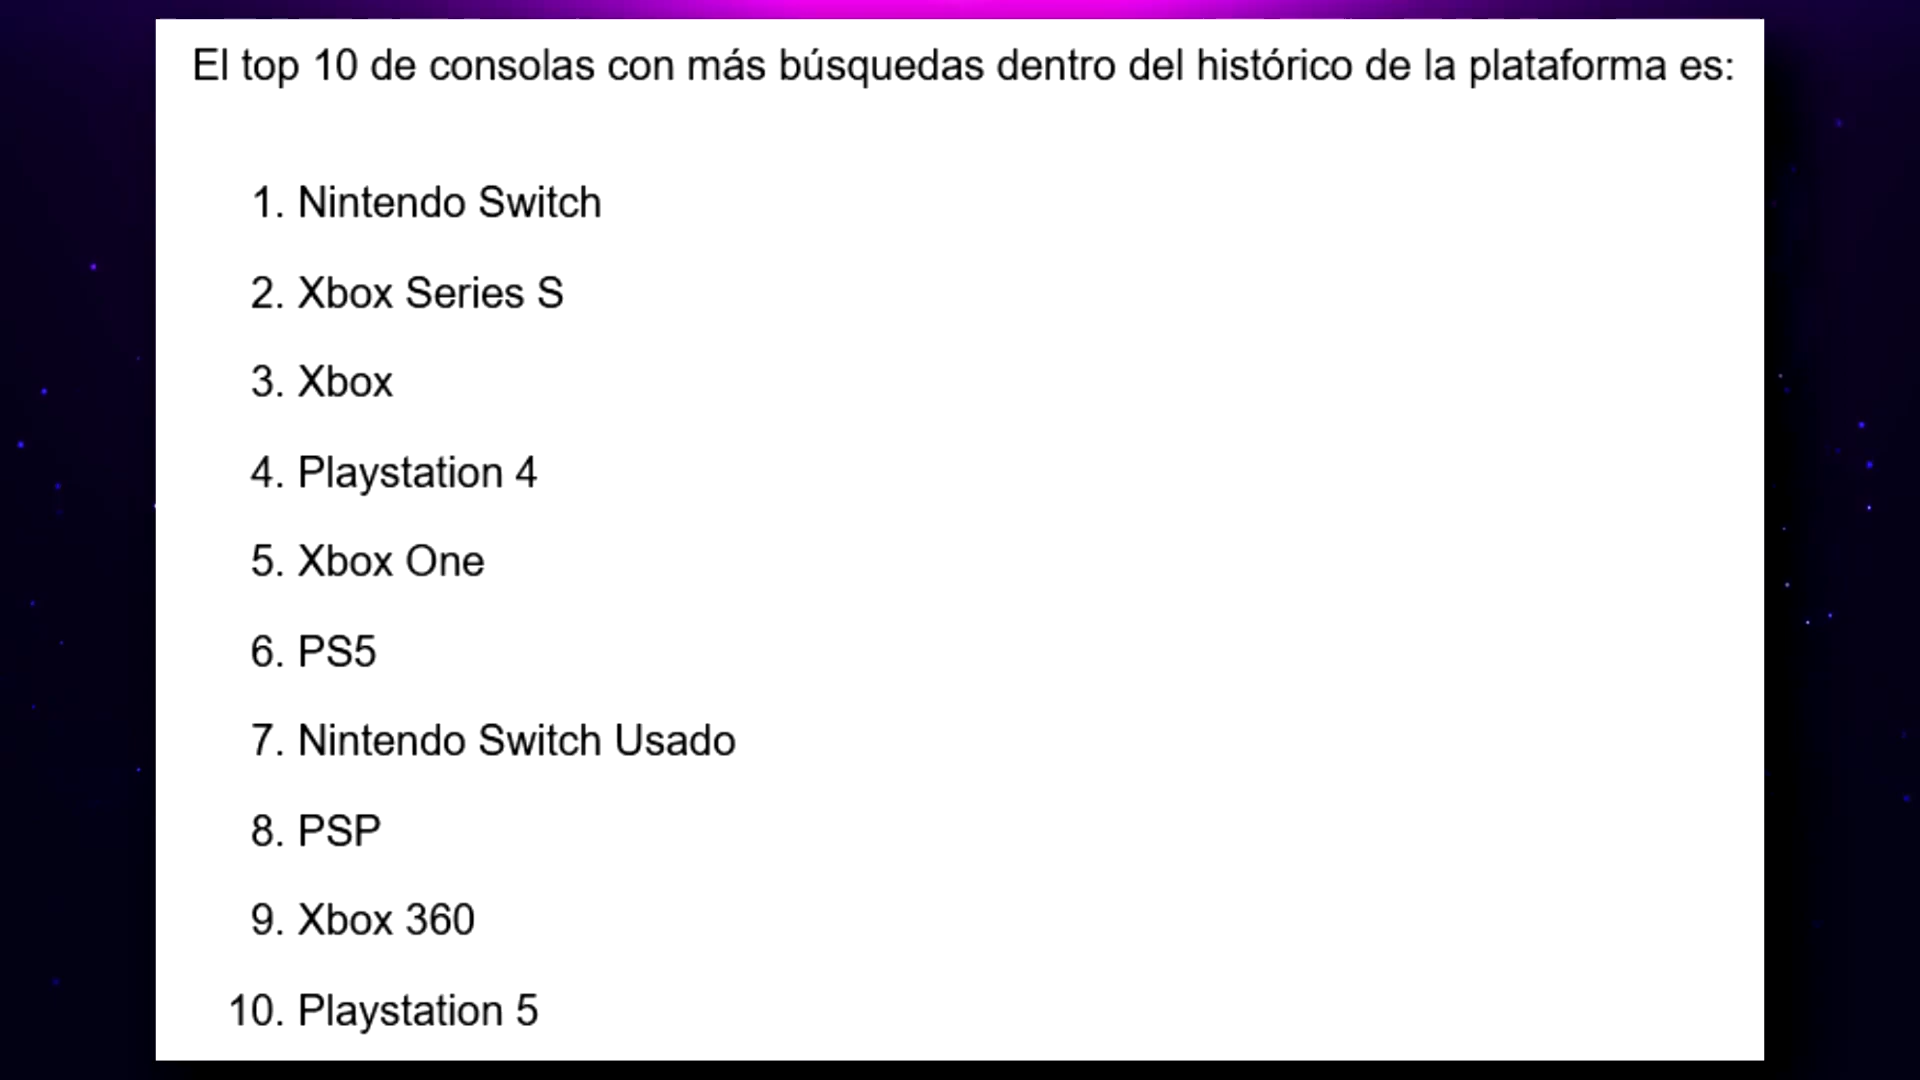 El top 10 de consolas con más búsquedas dentro del histórico de la plataforma es:
1. Nintendo Switch
2. Xbox Series S
3. Xbox
4. Playstation 4
5. Xbox One
6. PS5
7. Nintendo Switch Usado
8. PSP
9. Xbox 360
10. Playstation 5